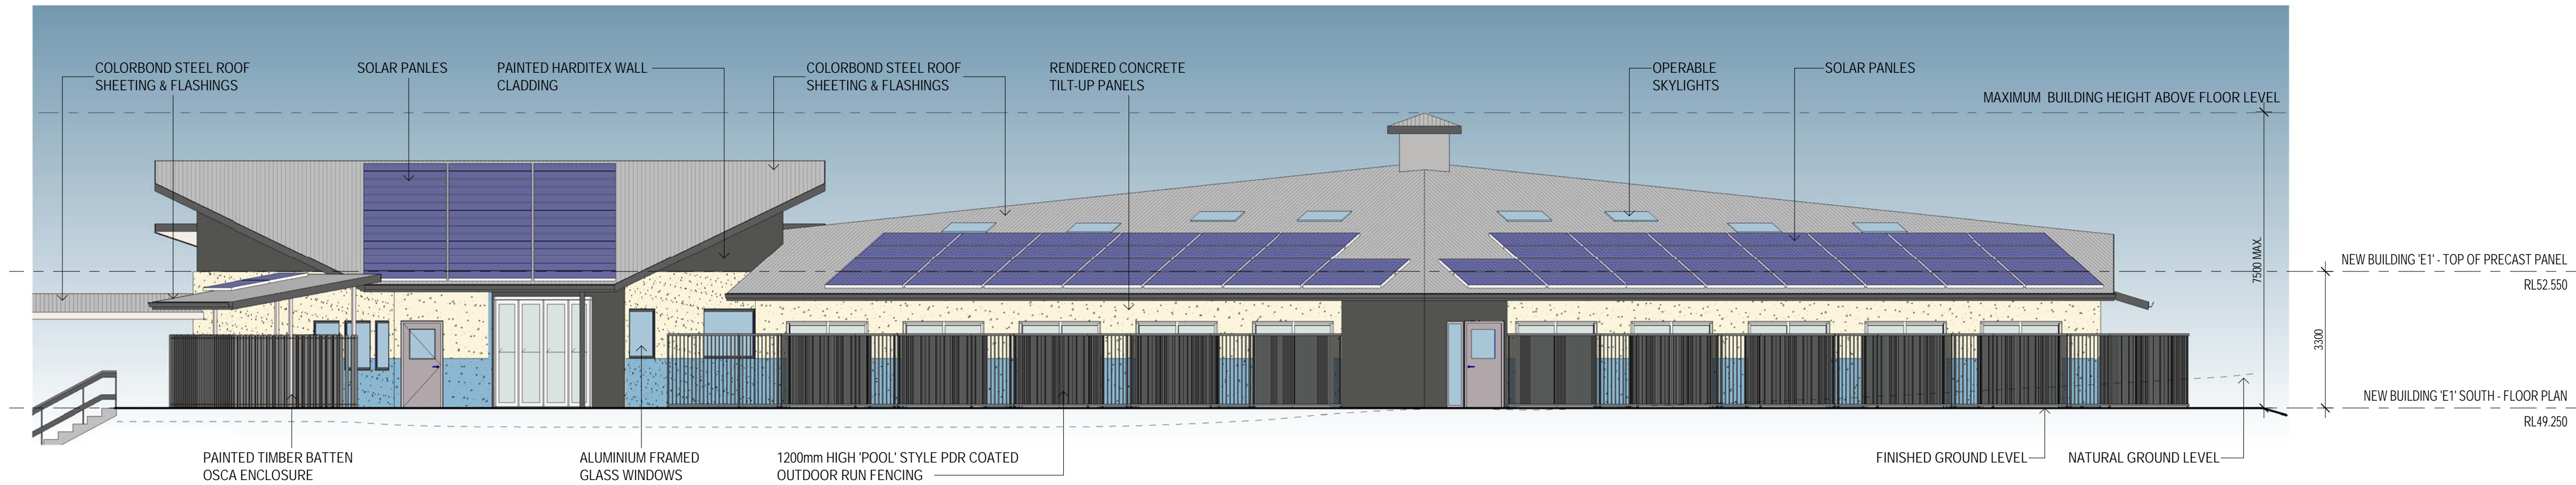 COLORBOND STEEL ROOF
SHEETING & FLASHINGS
SOLAR PANLES
PAINTED HARDITEX WALL
CLADDING
COLORBOND STEEL ROOF
SHEETING & FLASHINGS
RENDERED CONCRETE
TILT-UP PANELS
OPERABLE
SKYLIGHTS
SOLAR PANLES
MAXIMUM BUILDING HEIGHT ABOVE FLOOR LEVEL
7500 MAX.
NEW BUILDING 'E1' - TOP OF PRECAST PANEL
RL52.550
3300
NEW BUILDING 'E1' SOUTH - FLOOR PLAN
RL49.250
PAINTED TIMBER BATTEN
OSCA ENCLOSURE
ALUMINIUM FRAMED
GLASS WINDOWS
1200mm HIGH 'POOL' STYLE PDR COATED
OUTDOOR RUN FENCING
FINISHED GROUND LEVEL
NATURAL GROUND LEVEL